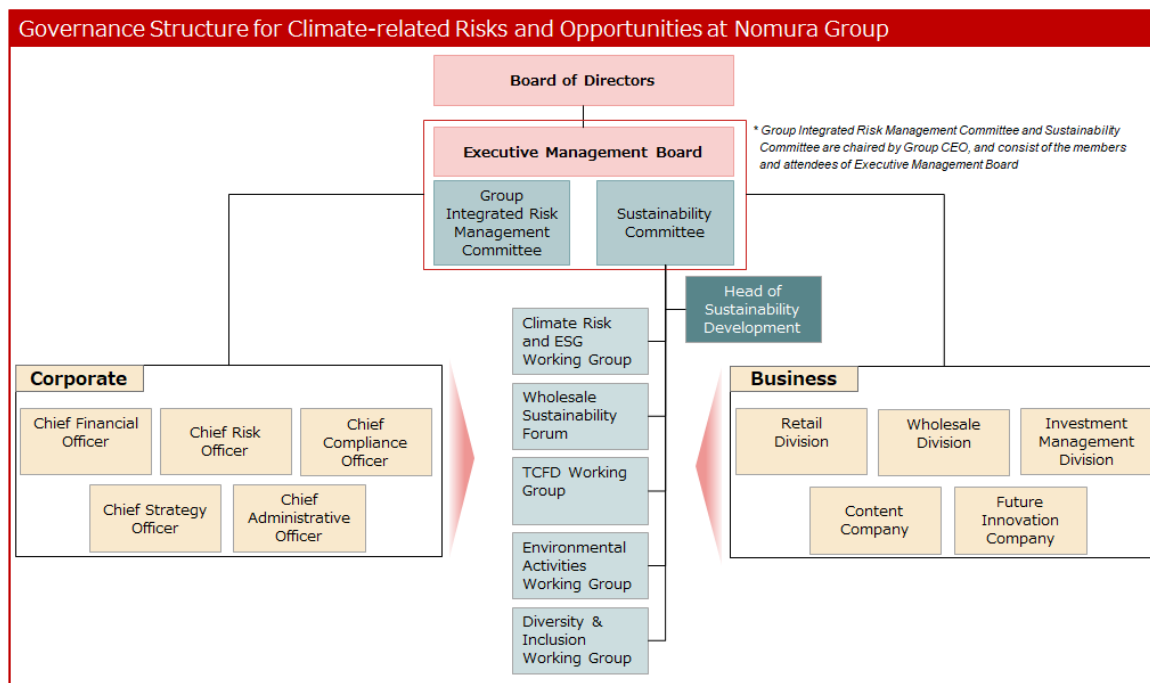 Governance Structure for Climate-related Risks and Opportunities at Nomura Group
Board of Directors
Executive Management Board
* Group Integrated Risk Management Committee and Sustainability
Committee are chaired by Group CEO, and consist of the members
and attendees of Executive Management Board
Group
Integrated Risk
Management
Committee
Sustainability
Committee
Head of
Sustainability
Development
Climate Risk
and ESG
Working Group
Wholesale
Sustainability
Forum
TCFD Working
Group
Environmental
Activities
Working Group
Diversity &
Inclusion
Working Group
Corporate
Chief Financial
Officer
Chief Risk
Officer
Chief
Compliance
Officer
Chief Strategy
Officer
Chief
Administrative
Officer
Business
Retail
Division
Wholesale
Division
Investment
Management
Division
Content
Company
Future
Innovation
Company